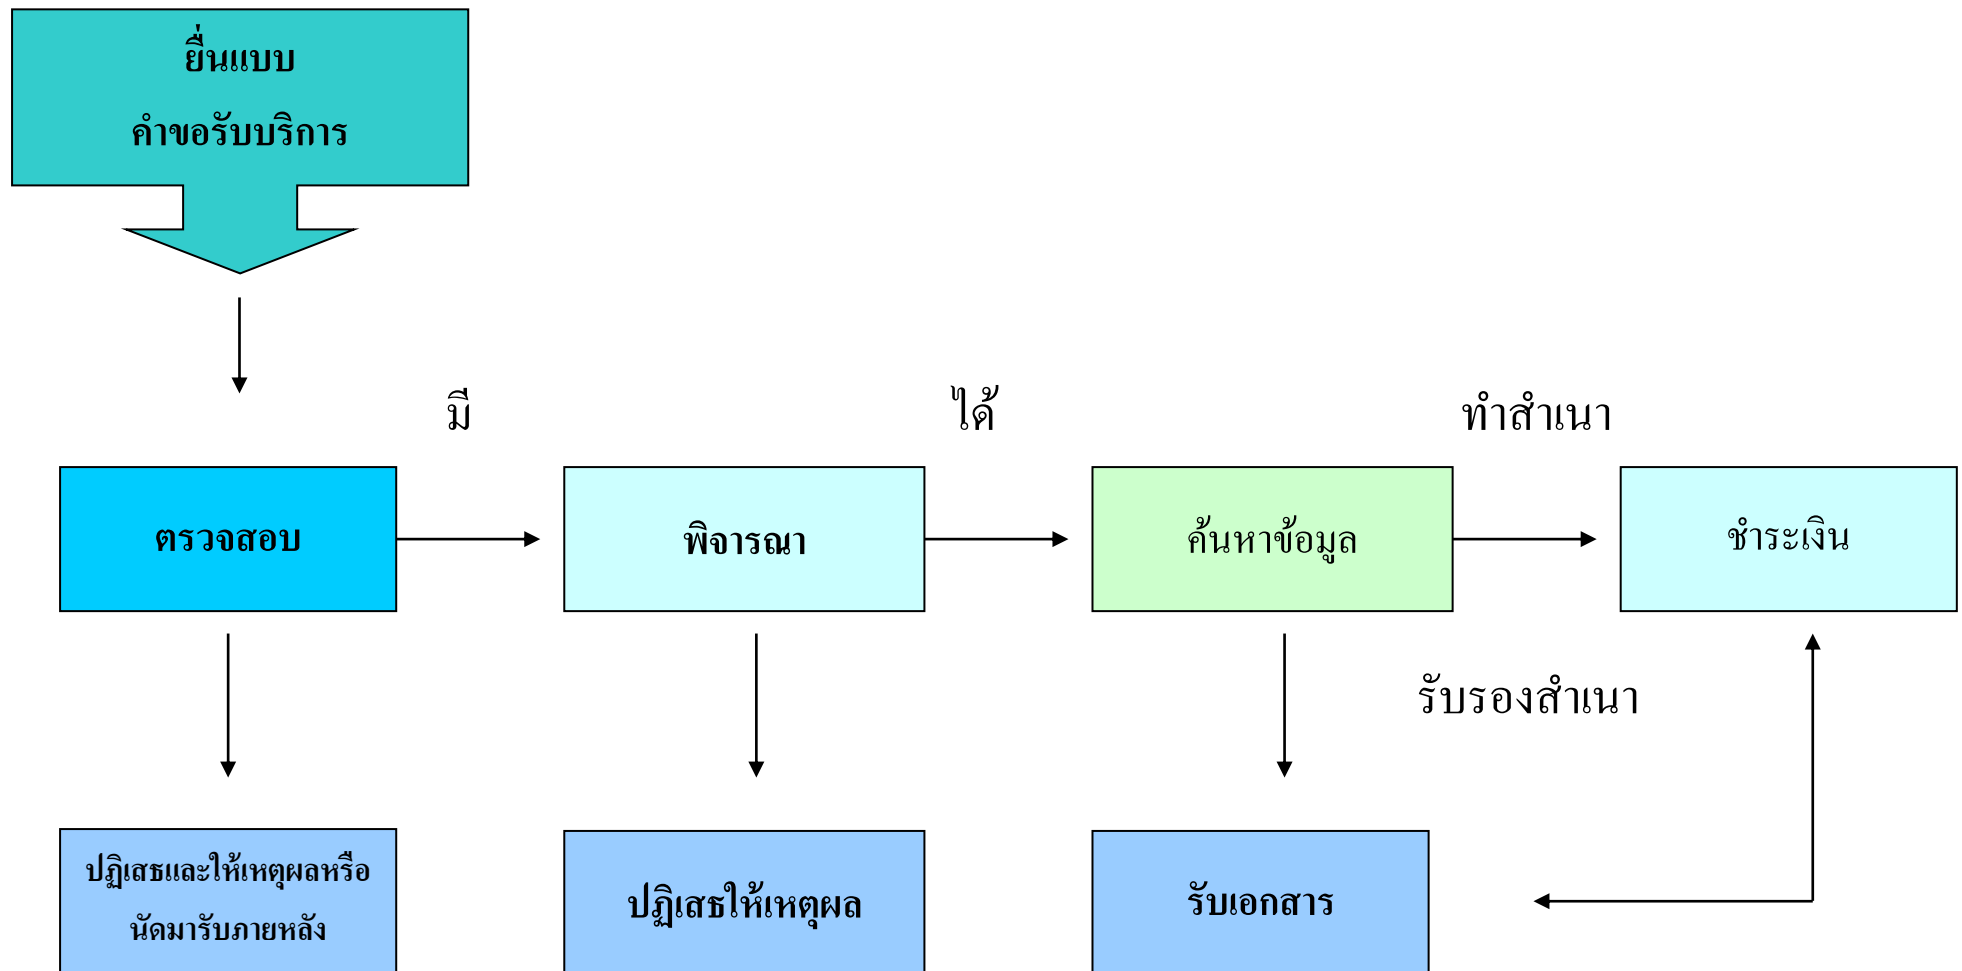 ยื่นแบบ
คำขอรับบริการ
มี
ได้
ทำสำเนา
ตรวจสอบ
พิจารณา
ค้นหาข้อมูล
ชำระเงิน
รับรองสำเนา
ปฏิเสธและให้เหตุผลหรือ
นัดมารับภายหลัง
ปฏิเสธให้เหตุผล
รับเอกสาร